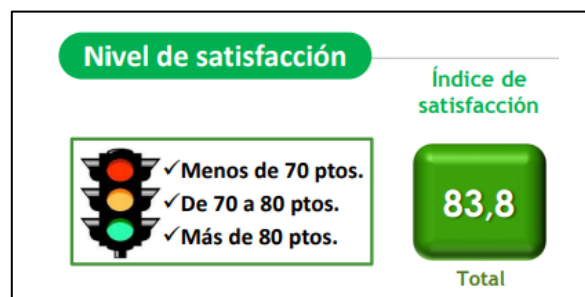 Nivel de satisfacción
Índice de
satisfacción
✓Menos de 70 ptos.
✓De 70 a 80 ptos.
✓Más de 80 ptos.
83,8
Total